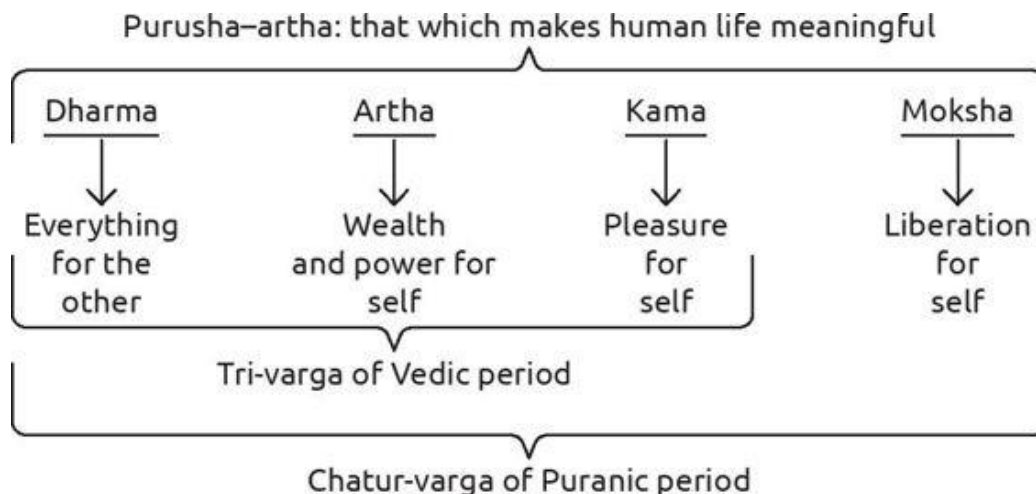 Purusha–artha: that which makes human life meaningful
Dharma Artha Kama Moksha
Everything Wealth Pleasure Liberation
for the and power for for for
other self self self
Tri-varga of Vedic period
Chatur-varga of Puranic period